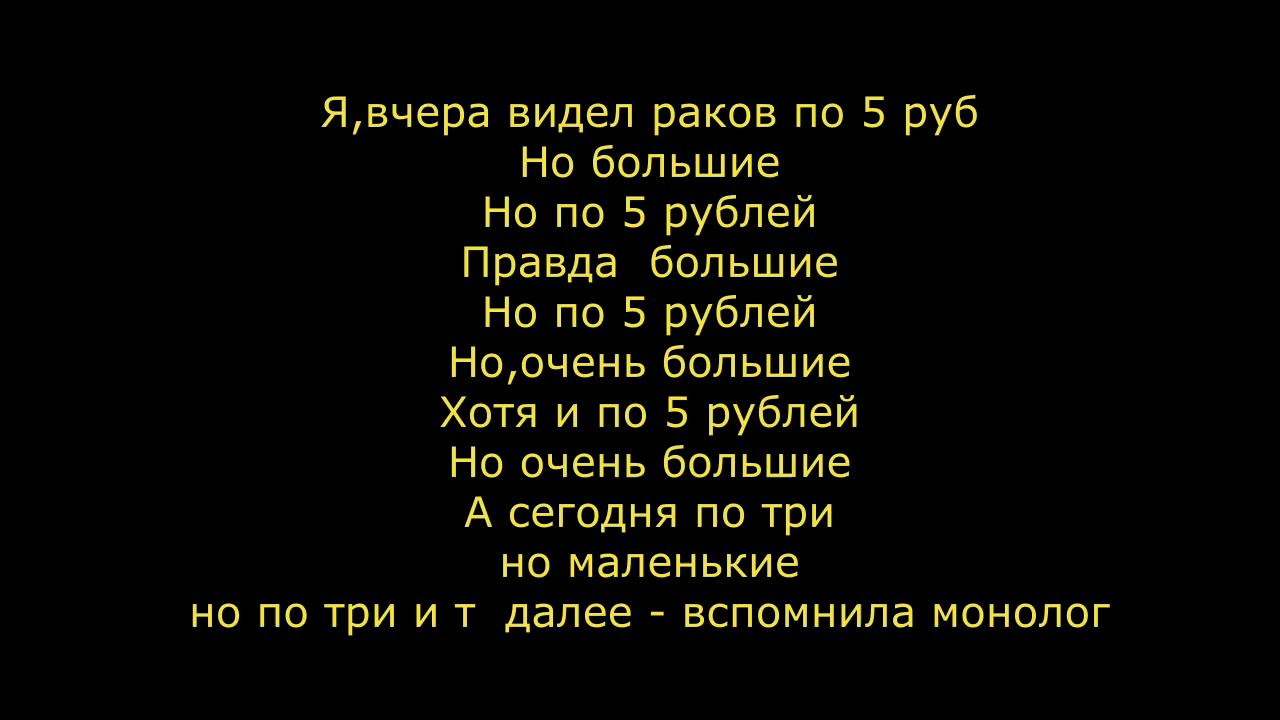 Я,вчера видел раков по 5 руб
Но большие
Но по 5 рублей
Правда  большие
Но по 5 рублей
Но,очень большие
Хотя и по 5 рублей
Но очень большие
А сегодня по три
но маленькие
но по три и т  далее - вспомнила монолог